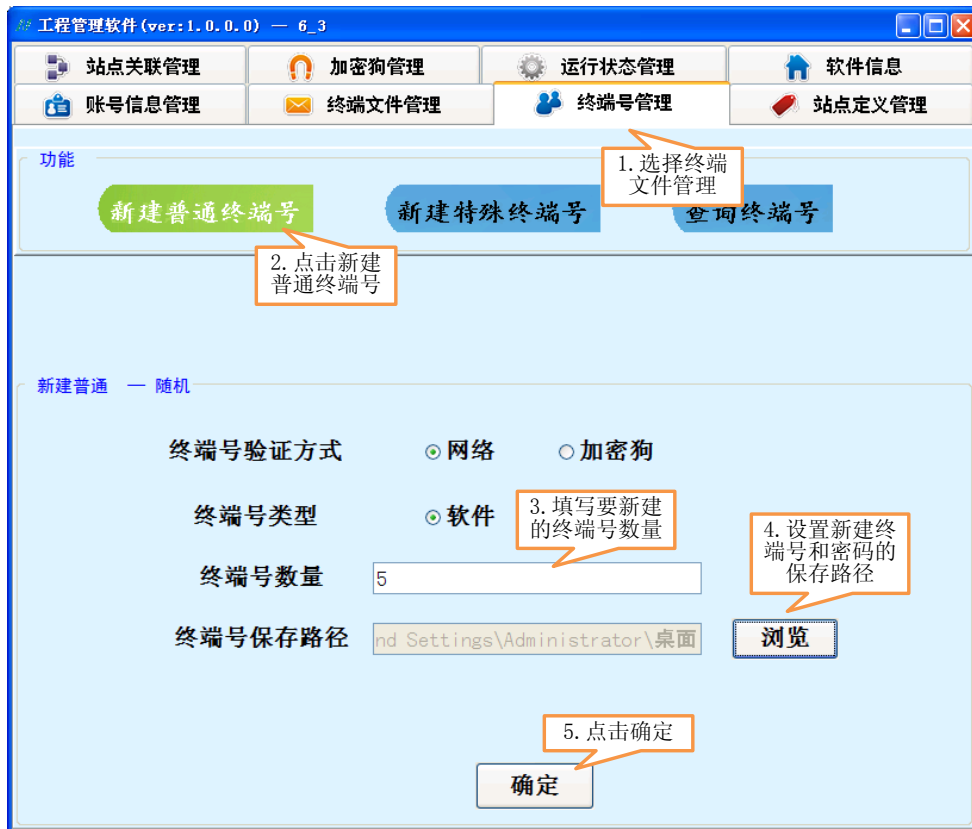 工程管理软件(ver:1.0.0.0) — 6_3
站点关联管理
加密狗管理
运行状态管理
软件信息
账号信息管理
终端文件管理
终端号管理
站点定义管理
功能
1.选择终端
文件管理
新建普通终端号
新建特殊终端号
查询终端号
2.点击新建
普通终端号
新建普通 — 随机
终端号验证方式
网络
加密狗
终端号类型
软件
3.填写要新建
的终端号数量
4.设置新建终
端号和密码的
保存路径
终端号数量
5
终端号保存路径
nd Settings\Administrator\桌面
浏览
5.点击确定
确定